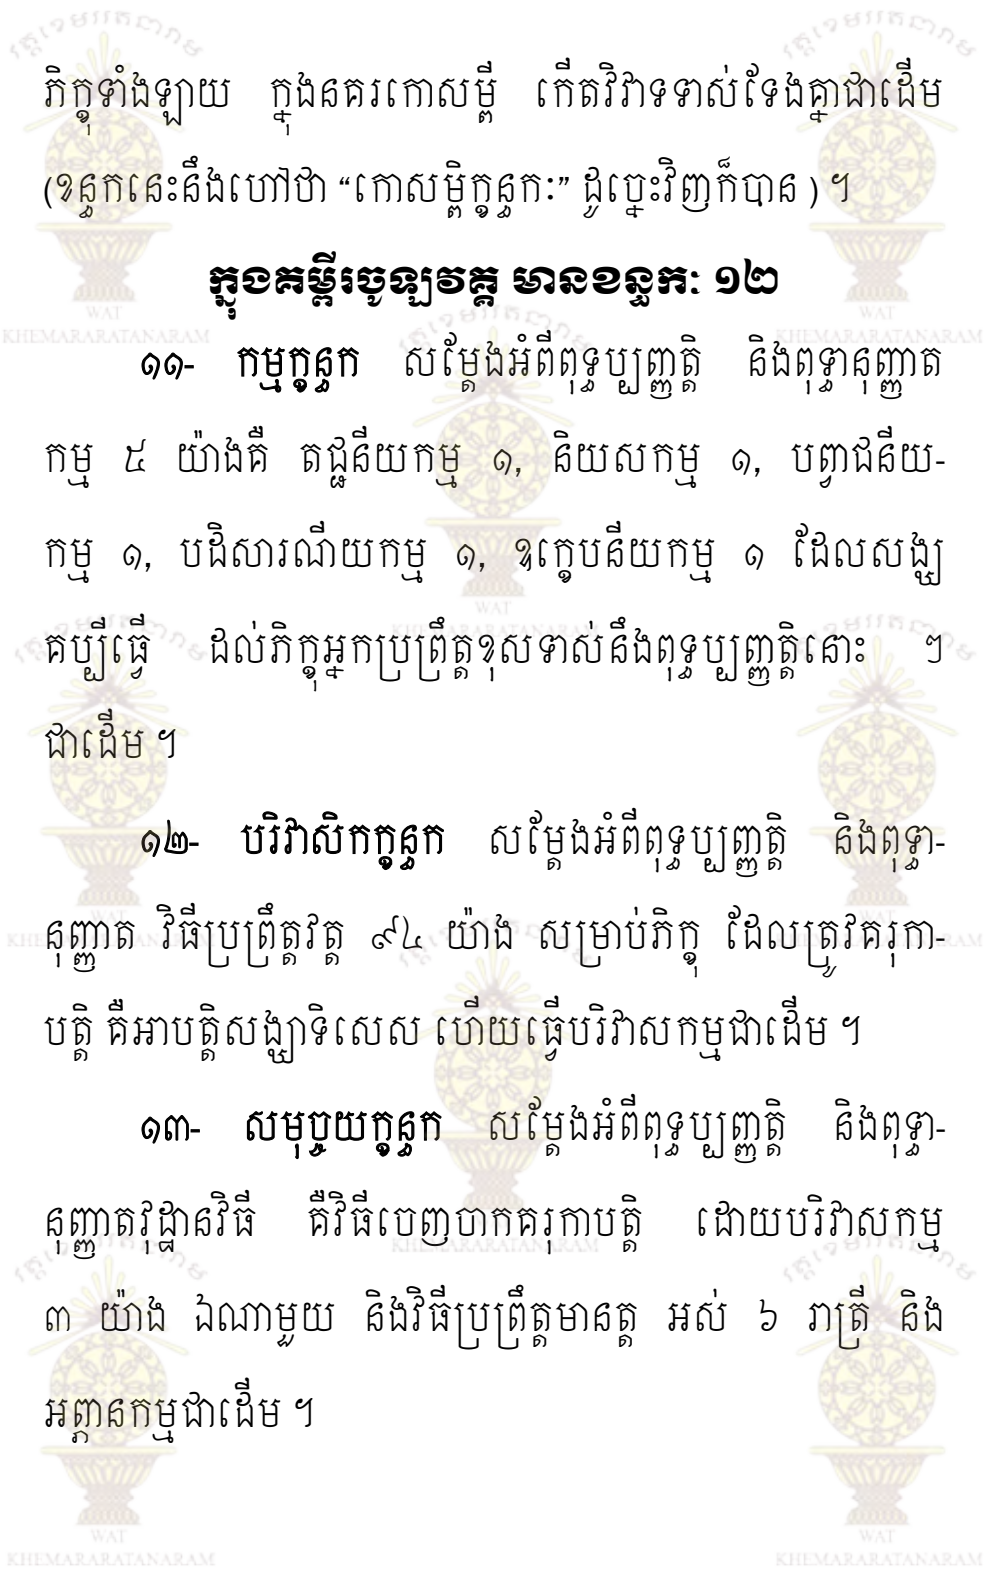 ភិក្ខុទាំងឡាយ ក្នុងនគរកោសម្ពី កើតវិវាទទាស់ទែងគ្នាជាដើម
(ខន្ធកនេះនឹងហៅថា “កោសម្ពិក្ខន្ធកៈ” ដូច្នេះវិញក៏បាន ) ។
ក្នុងគម្ពីរចូឡវគ្គ មានខន្ធកៈ ១២
១១- កម្មក្ខន្ធក សម្ដែងអំពីពុទ្ធប្បញ្ញត្តិ និងពុទ្ធានុញ្ញាត
កម្ម ៥ យ៉ាងគឺ តជ្ជនីយកម្ម ១, និយសកម្ម ១, បព្វាជនីយ-
កម្ម ១, បដិសារណីយកម្ម ១, ឧក្ខេបនីយកម្ម ១ ដែលសង្ឃ
គប្បីធ្វើ ដល់ភិក្ខុអ្នកប្រព្រឹត្តខុសទាស់នឹងពុទ្ធប្បញ្ញត្តិនោះ ៗ
ជាដើម ។
១២- បរិវាសិកក្ខន្ធក សម្ដែងអំពីពុទ្ធប្បញ្ញត្តិ និងពុទ្ធា-
នុញ្ញាត វិធីប្រព្រឹត្តវត្ត ៩៤ យ៉ាង សម្រាប់ភិក្ខុ ដែលត្រូវគរុកា-
បត្តិ គឺអាបត្តិសង្ឃាទិសេស ហើយធ្វើបរិវាសកម្មជាដើម ។
១៣- សមុច្ចយក្ខន្ធក សម្ដែងអំពីពុទ្ធប្បញ្ញត្តិ និងពុទ្ធា-
នុញ្ញាតវុដ្ឋានវិធី គឺវិធីចេញចាកគរុកាបត្តិ ដោយបរិវាសកម្ម
៣ យ៉ាង ឯណាមួយ និងវិធីប្រព្រឹត្តមានត្ត អស់ ៦ រាត្រី និង
អព្ភានកម្មជាដើម ។
WAT
KHEMARARATANARAM